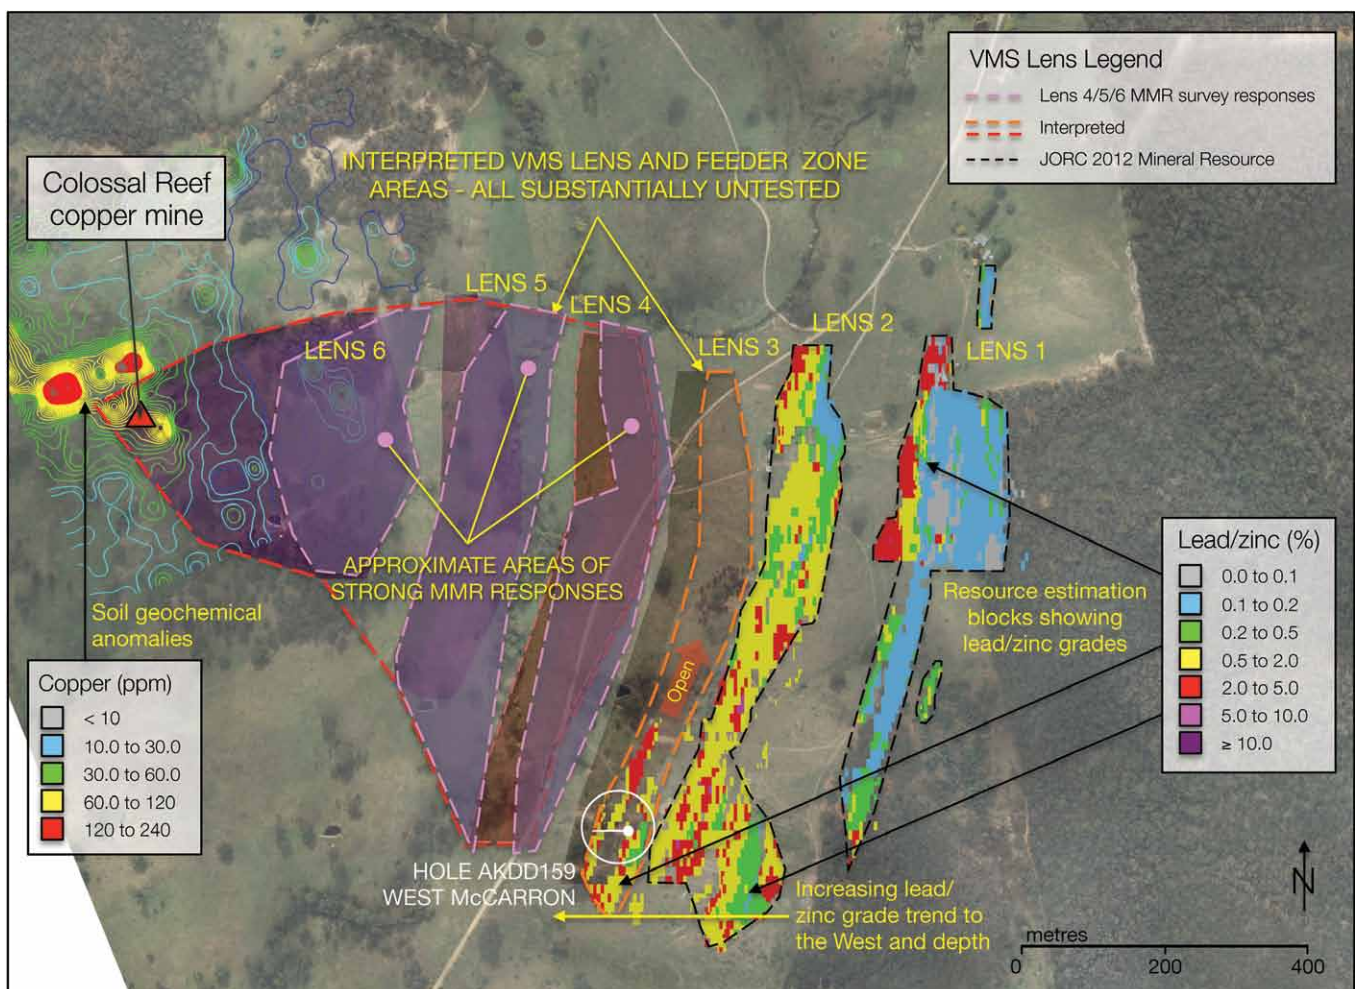 VMS Lens Legend
Lens 4/5/6 MMR survey responses
Interpreted
JORC 2012 Mineral Resource
INTERPRETED VMS LENS AND FEEDER ZONE
AREAS - ALL SUBSTANTIALLY UNTESTED
Colossal Reef
copper mine
LENS 5
LENS 4
LENS 6
LENS 3
LENS 2
LENS 1
APPROXIMATE AREAS OF
STRONG MMR RESPONSES
Soil geochemical
anomalies
Copper (ppm)
< 10
10.0 to 30.0
30.0 to 60.0
60.0 to 120
120 to 240
Open
Resource estimation
blocks showing
lead/zinc grades
Lead/zinc (%)
0.0 to 0.1
0.1 to 0.2
0.2 to 0.5
0.5 to 2.0
2.0 to 5.0
5.0 to 10.0
≥ 10.0
HOLE AKDD159
WEST McCARRON
Increasing lead/
zinc grade trend to
the West and depth
N
metres
0 200 400